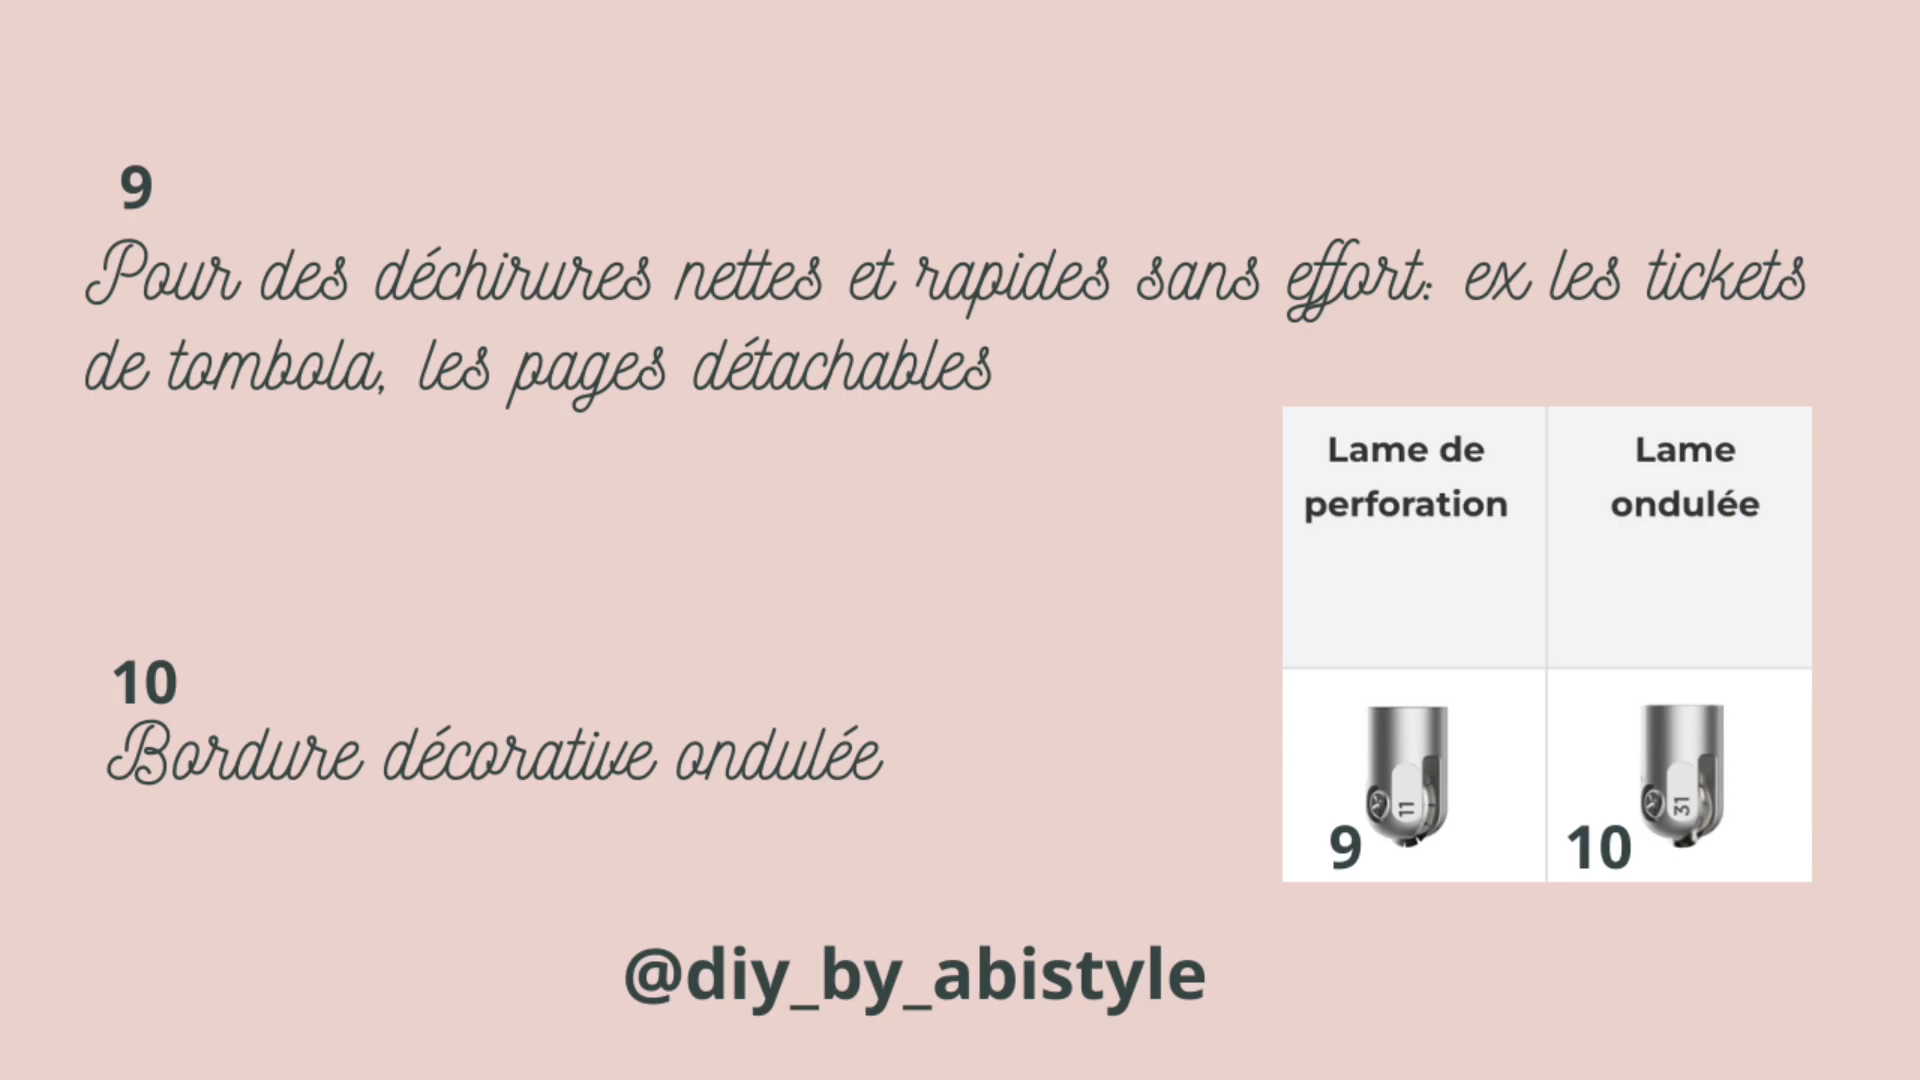 9
Pour des déchirures nettes et rapides sans effort: ex les tickets
de tombola, les pages détachables
Lame de
perforation
Lame
ondulée
10
Bordure décorative ondulée
11
9
31
10
@diy_by_abistyle